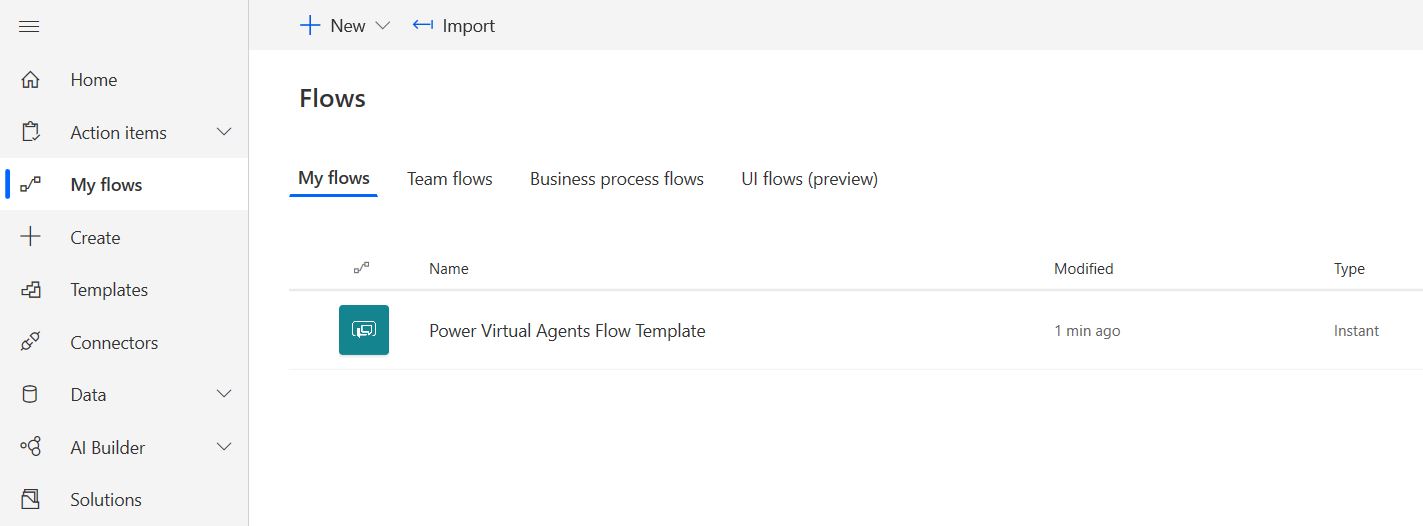 New
Import
Home
Action items
My flows
Create
Templates
Connectors
Data
AI Builder
Solutions
Flows
My flows
Team flows
Business process flows
UI flows (preview)
Name
Modified
Type
Power Virtual Agents Flow Template
1 min ago
Instant